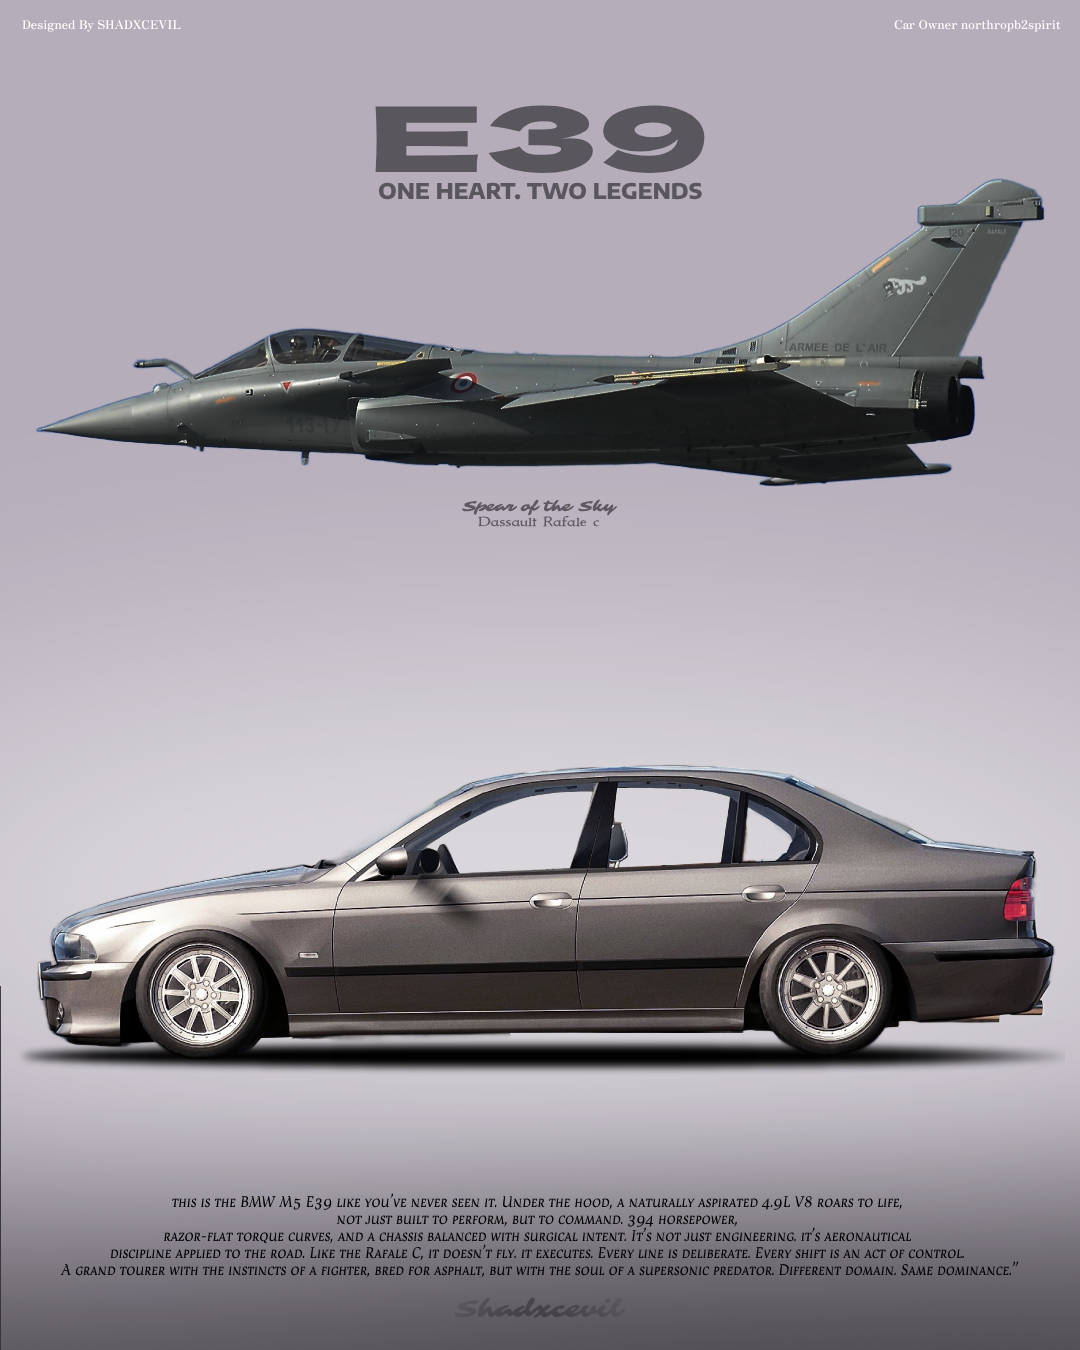 Designed By SHADXCEVIL
Car Owner northropb2spirit
E39
ONE HEART. TWO LEGENDS
120
RAFALE
ARMEE DE L'AIR
113-17
Spear of the Sky
Dassault Rafale c
THIS IS THE BMW M5 E39 LIKE YOU'VE NEVER SEEN IT. UNDER THE HOOD, A NATURALLY ASPIRATED 4.9L V8 ROARS TO LIFE,
NOT JUST BUILT TO PERFORM, BUT TO COMMAND. 394 HORSEPOWER,
RAZOR-FLAT TORQUE CURVES, AND A CHASSIS BALANCED WITH SURGICAL INTENT. IT'S NOT JUST ENGINEERING. IT'S AERONAUTICAL
DISCIPLINE APPLIED TO THE ROAD. LIKE THE RAFALE C, IT DOESN'T FLY. IT EXECUTES. EVERY LINE IS DELIBERATE. EVERY SHIFT IS AN ACT OF CONTROL.
A GRAND TOURER WITH THE INSTINCTS OF A FIGHTER, BRED FOR ASPHALT, BUT WITH THE SOUL OF A SUPERSONIC PREDATOR. DIFFERENT DOMAIN. SAME DOMINANCE.”
Shadxcevil